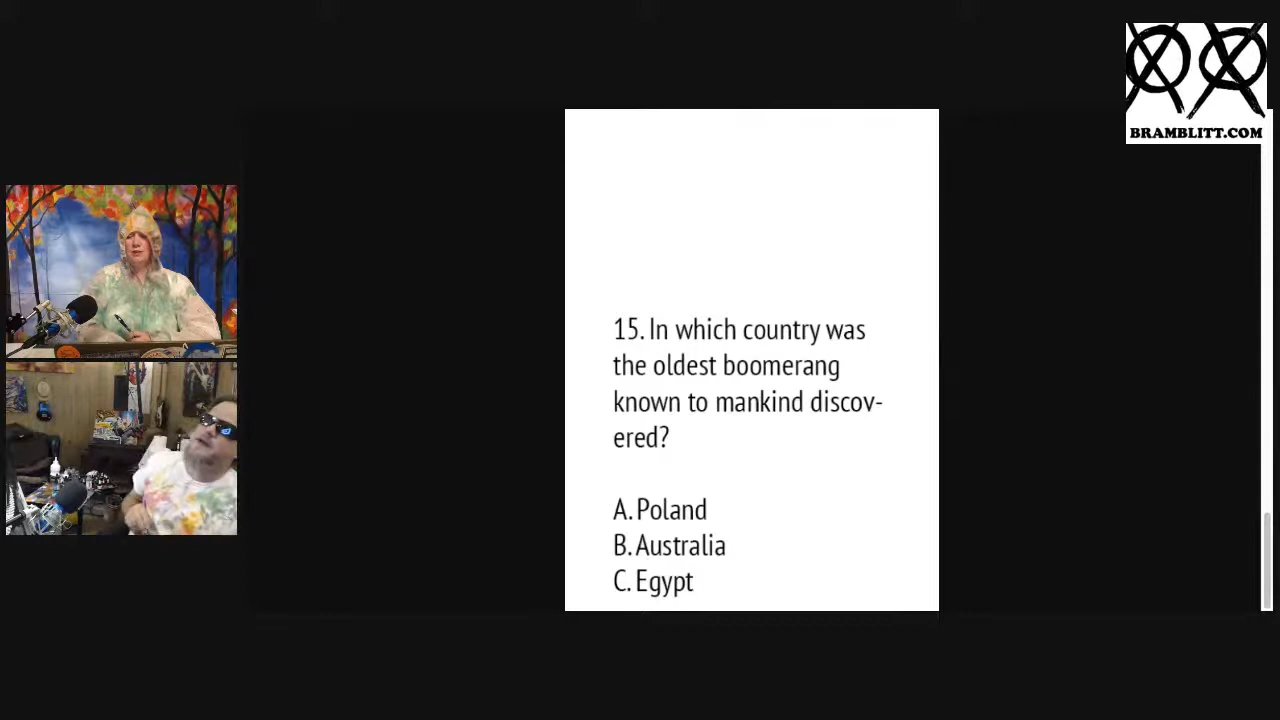 BRAMBLITT.COM
15. In which country was
the oldest boomerang
known to mankind discov-
ered?
A. Poland
B. Australia
C. Egypt